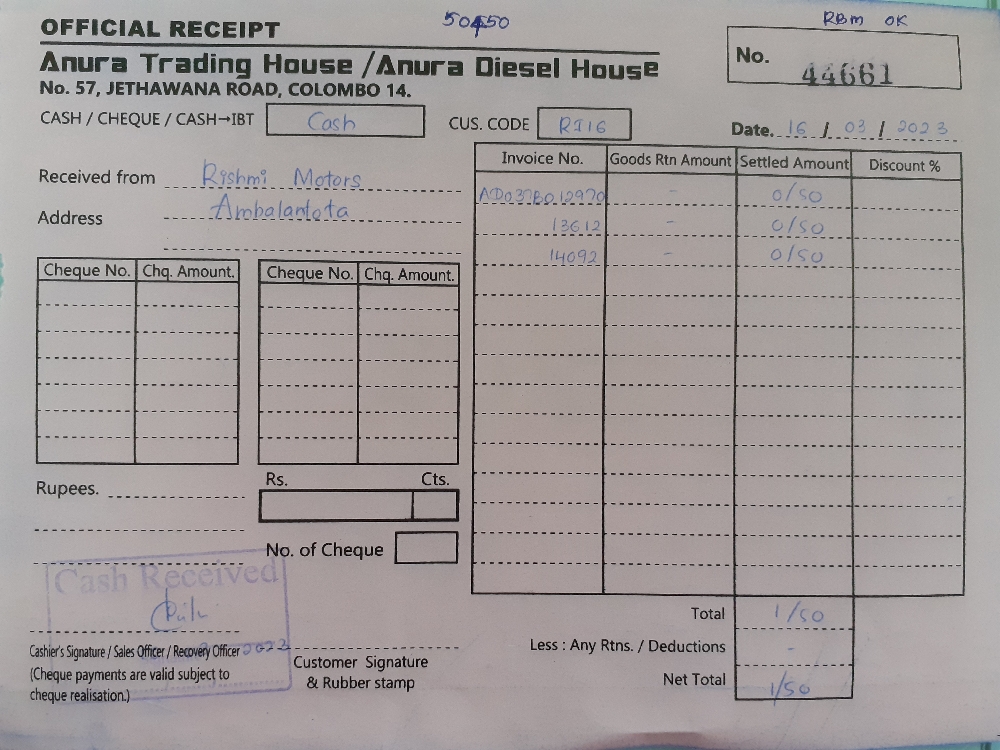 50450
RBM OK
OFFICIAL RECEIPT
Anura Trading House /Anura Diesel House
No. 57, JETHAWANA ROAD, COLOMBO 14.
No. 44661
CASH / CHEQUE / CASH→IBT Cash
CUS. CODE RI16
Date. 16 / 03 / 2023
Received from Rishmi Motors
Address Ambalantota
Invoice No. Goods Rtn Amount Settled Amount Discount %
AD037B012970 - 0/50
13612 - 0/50
14092 - 0/50
Cheque No. Chq. Amount. Cheque No. Chq. Amount.
Rupees.
Rs. Cts.
No. of Cheque
Cash Received
2023
Cashier's Signature / Sales Officer / Recovery Officer
(Cheque payments are valid subject to
cheque realisation.)
Customer Signature
& Rubber stamp
Total 1/50
Less : Any Rtns. / Deductions -
Net Total 1/50